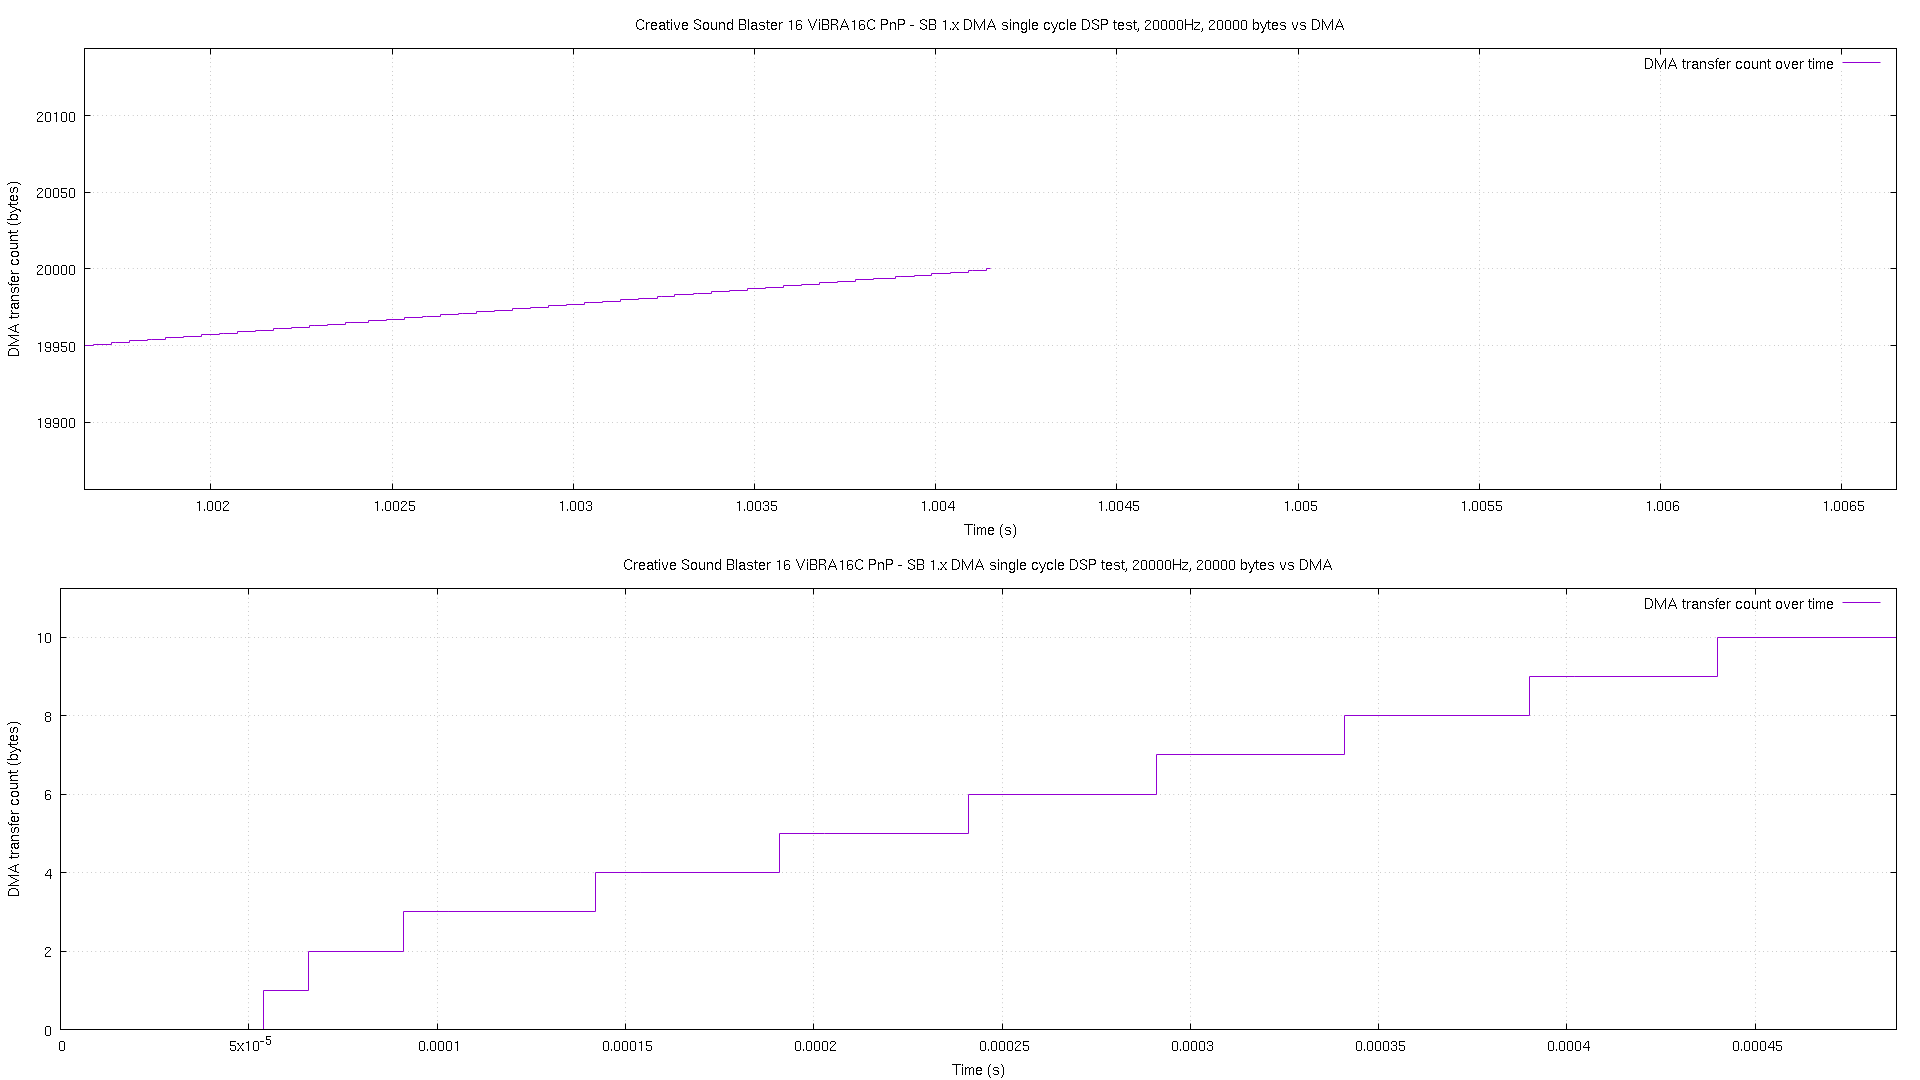 Creative Sound Blaster 16 ViBRA16C PnP - SB 1.x DMA single cycle DSP test, 20000Hz, 20000 bytes vs DMA
DMA transfer count over time
20100
20050
20000
19950
19900
DMA transfer count (bytes)
1.002 1.0025 1.003 1.0035 1.004 1.0045 1.005 1.0055 1.006 1.0065
Time (s)
Creative Sound Blaster 16 ViBRA16C PnP - SB 1.x DMA single cycle DSP test, 20000Hz, 20000 bytes vs DMA
DMA transfer count over time
10
8
6
4
2
0
DMA transfer count (bytes)
0 5x10⁻⁵ 0.0001 0.00015 0.0002 0.00025 0.0003 0.00035 0.0004 0.00045
Time (s)